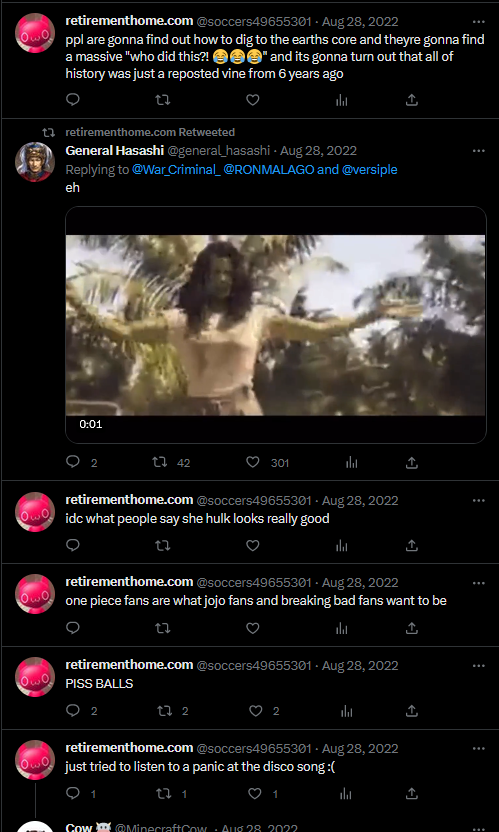 retirementhome.com @soccers49655301 · Aug 28, 2022
ppl are gonna find out how to dig to the earths core and theyre gonna find
a massive "who did this?! 😂😂😂" and its gonna turn out that all of
history was just a reposted vine from 6 years ago
retirementhome.com Retweeted
General Hasashi @general_hasashi · Aug 28, 2022
Replying to @War_Criminal_ @RONMALAGO and @versiple
eh
0:01
2 42 301
retirementhome.com @soccers49655301 · Aug 28, 2022
idc what people say she hulk looks really good
retirementhome.com @soccers49655301 · Aug 28, 2022
one piece fans are what jojo fans and breaking bad fans want to be
retirementhome.com @soccers49655301 · Aug 28, 2022
PISS BALLS
2 2 2
retirementhome.com @soccers49655301 · Aug 28, 2022
just tried to listen to a panic at the disco song :(
1 1 1
Cow @MinecraftCow_ · Aug 28, 2022